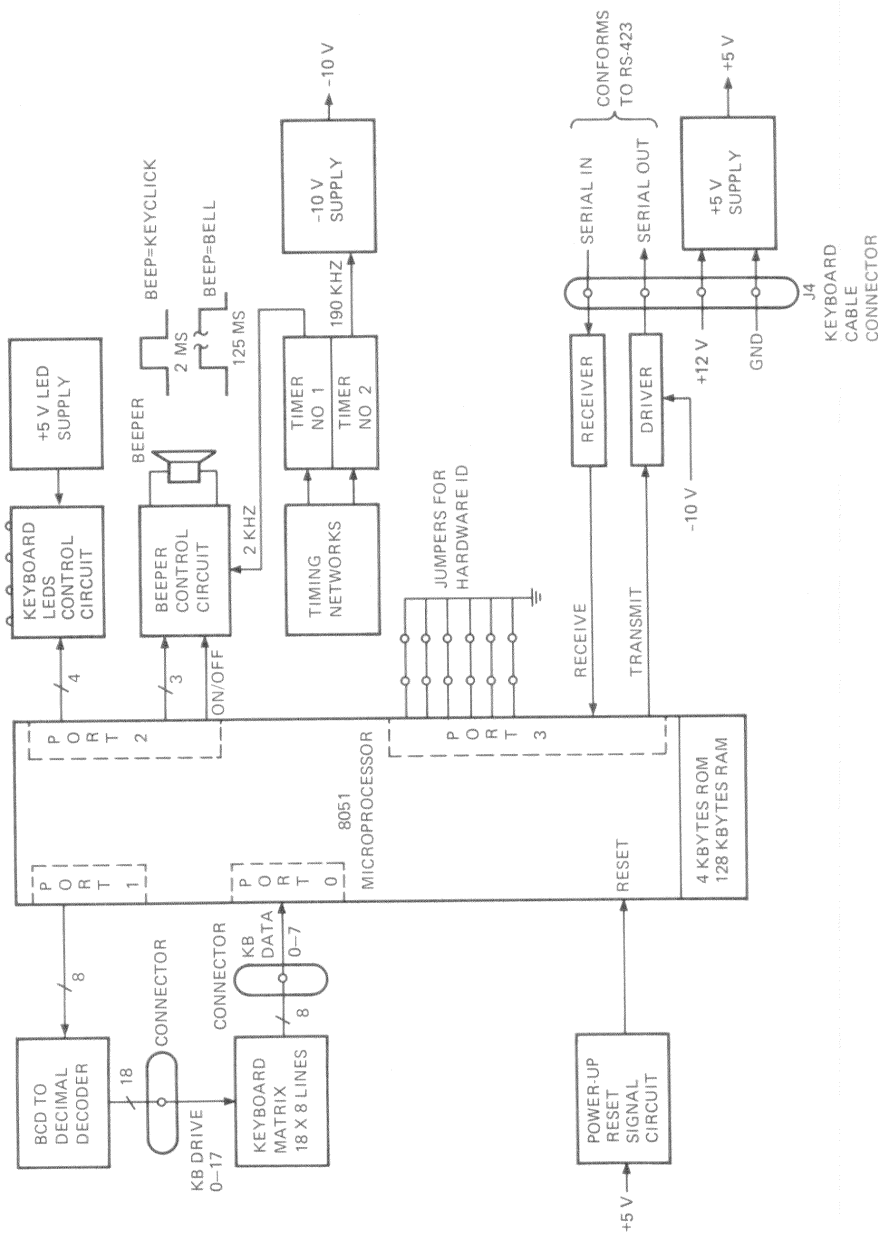 BCD TO
DECIMAL
DECODER
8
18
CONNECTOR
KB DRIVE
0–17
KEYBOARD
MATRIX
18 X 8 LINES
8
CONNECTOR
KB
DATA
0–7
POWER-UP
RESET
SIGNAL
CIRCUIT
+5 V
PORT 1
PORT 0
PORT 2
PORT 3
8051
MICROPROCESSOR
RESET
4 KBYTES ROM
128 KBYTES RAM
4
KEYBOARD
LEDS
CONTROL
CIRCUIT
+5 V LED
SUPPLY
3
ON/OFF
BEEPER
CONTROL
CIRCUIT
BEEPER
2 MS
BEEP=KEYCLICK
125 MS
BEEP=BELL
2 KHZ
TIMING
NETWORKS
TIMER
NO 1
TIMER
NO 2
190 KHZ
-10 V
SUPPLY
-10 V
JUMPERS FOR
HARDWARE ID
RECEIVE
TRANSMIT
RECEIVER
DRIVER
-10 V
SERIAL IN
SERIAL OUT
CONFORMS
TO RS-423
+12 V
GND
+5 V
SUPPLY
+5 V
J4
KEYBOARD
CABLE
CONNECTOR